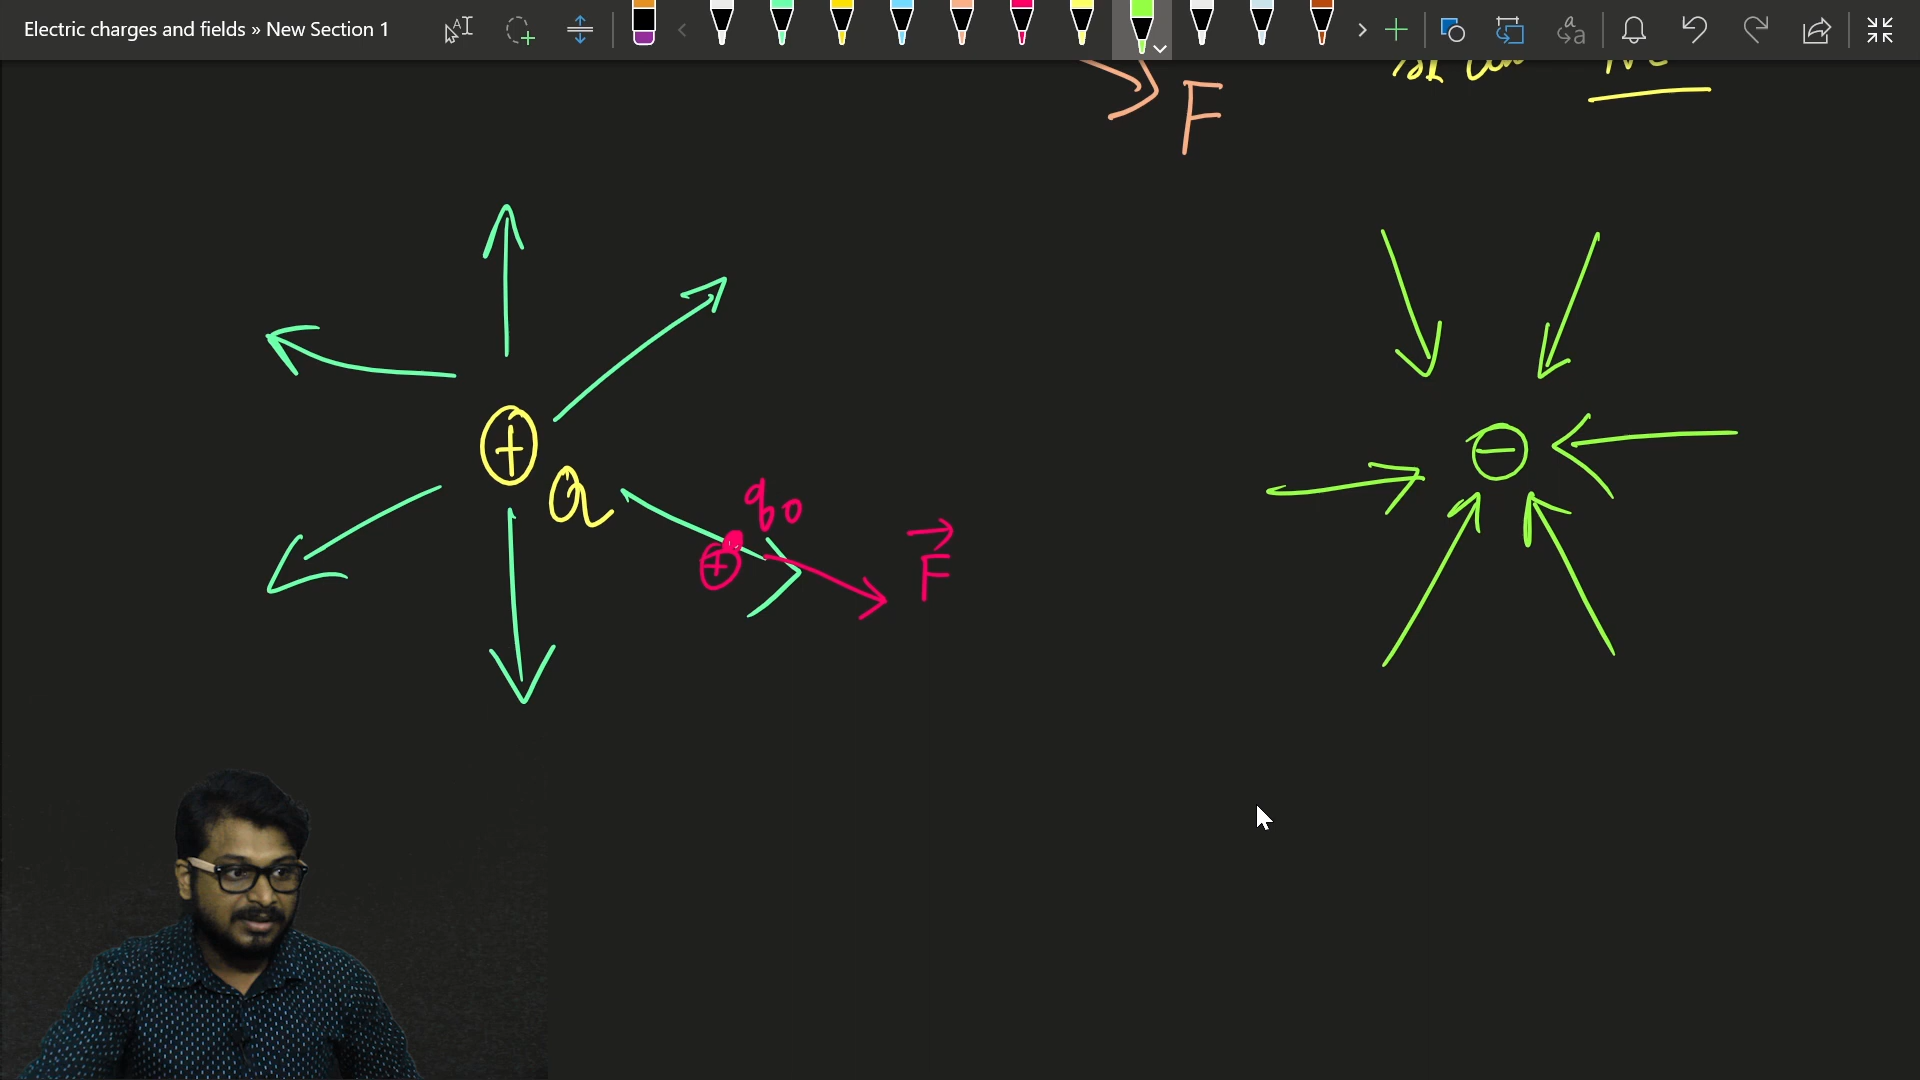 Electric charges and fields » New Section 1
F
+
Q
q0
+
F
−